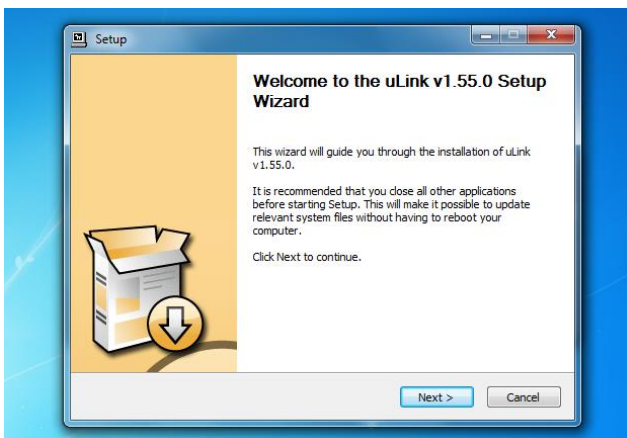 Setup
Welcome to the uLink v1.55.0 Setup
Wizard
This wizard will guide you through the installation of uLink
v1.55.0.
It is recommended that you close all other applications
before starting Setup. This will make it possible to update
relevant system files without having to reboot your
computer.
Click Next to continue.
Next >
Cancel